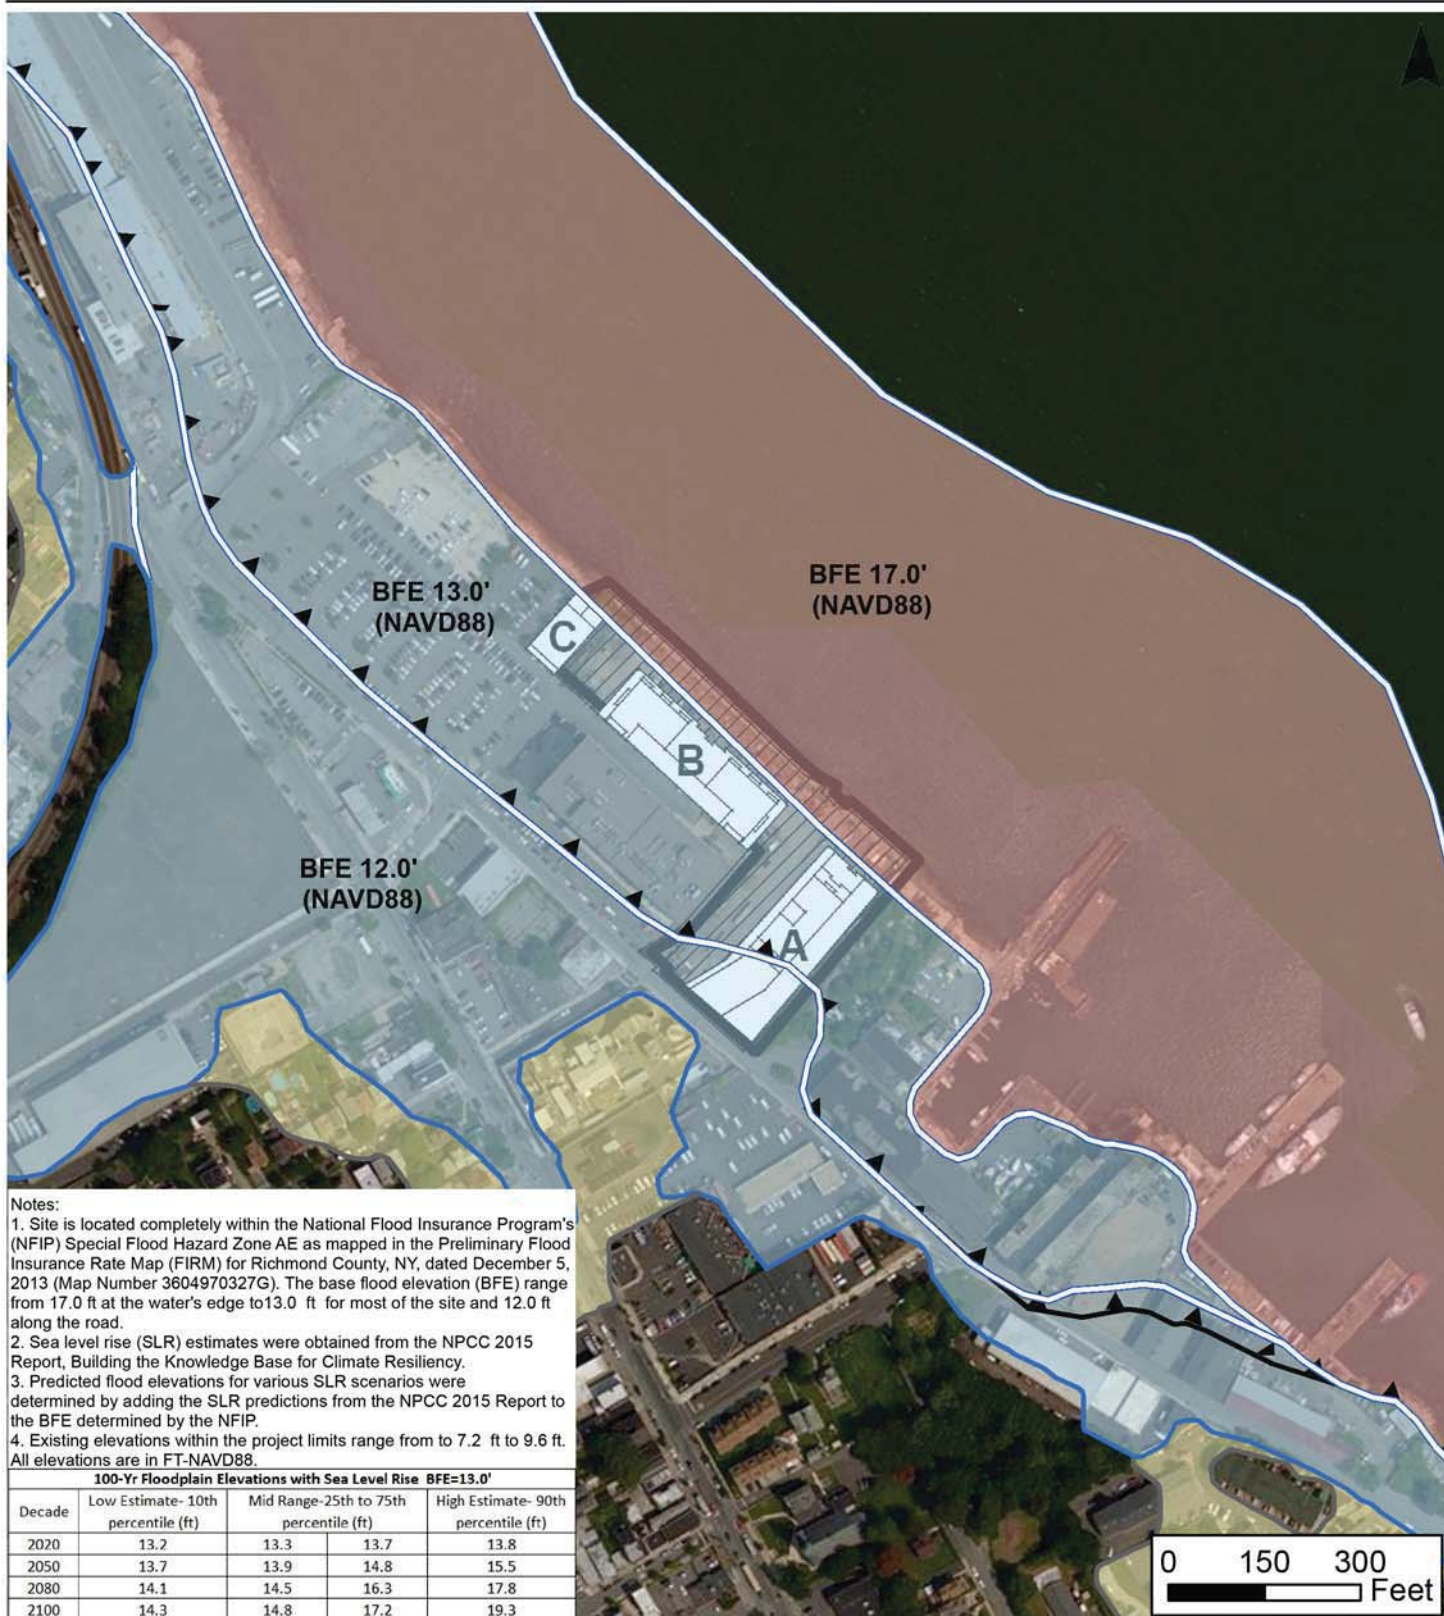 BFE 17.0'
(NAVD88)
BFE 13.0'
(NAVD88)
C
B
BFE 12.0'
(NAVD88)
A
Notes:
1. Site is located completely within the National Flood Insurance Program's
(NFIP) Special Flood Hazard Zone AE as mapped in the Preliminary Flood
Insurance Rate Map (FIRM) for Richmond County, NY, dated December 5,
2013 (Map Number 3604970327G). The base flood elevation (BFE) range
from 17.0 ft at the water's edge to13.0 ft for most of the site and 12.0 ft
along the road.
2. Sea level rise (SLR) estimates were obtained from the NPCC 2015
Report, Building the Knowledge Base for Climate Resiliency.
3. Predicted flood elevations for various SLR scenarios were
determined by adding the SLR predictions from the NPCC 2015 Report to
the BFE determined by the NFIP.
4. Existing elevations within the project limits range from to 7.2 ft to 9.6 ft.
All elevations are in FT-NAVD88.
100-Yr Floodplain Elevations with Sea Level Rise BFE=13.0'
Decade Low Estimate- 10th percentile (ft) Mid Range-25th to 75th percentile (ft) High Estimate- 90th percentile (ft)
2020 13.2 13.3 13.7 13.8
2050 13.7 13.9 14.8 15.5
2080 14.1 14.5 16.3 17.8
2100 14.3 14.8 17.2 19.3
0 150 300
Feet